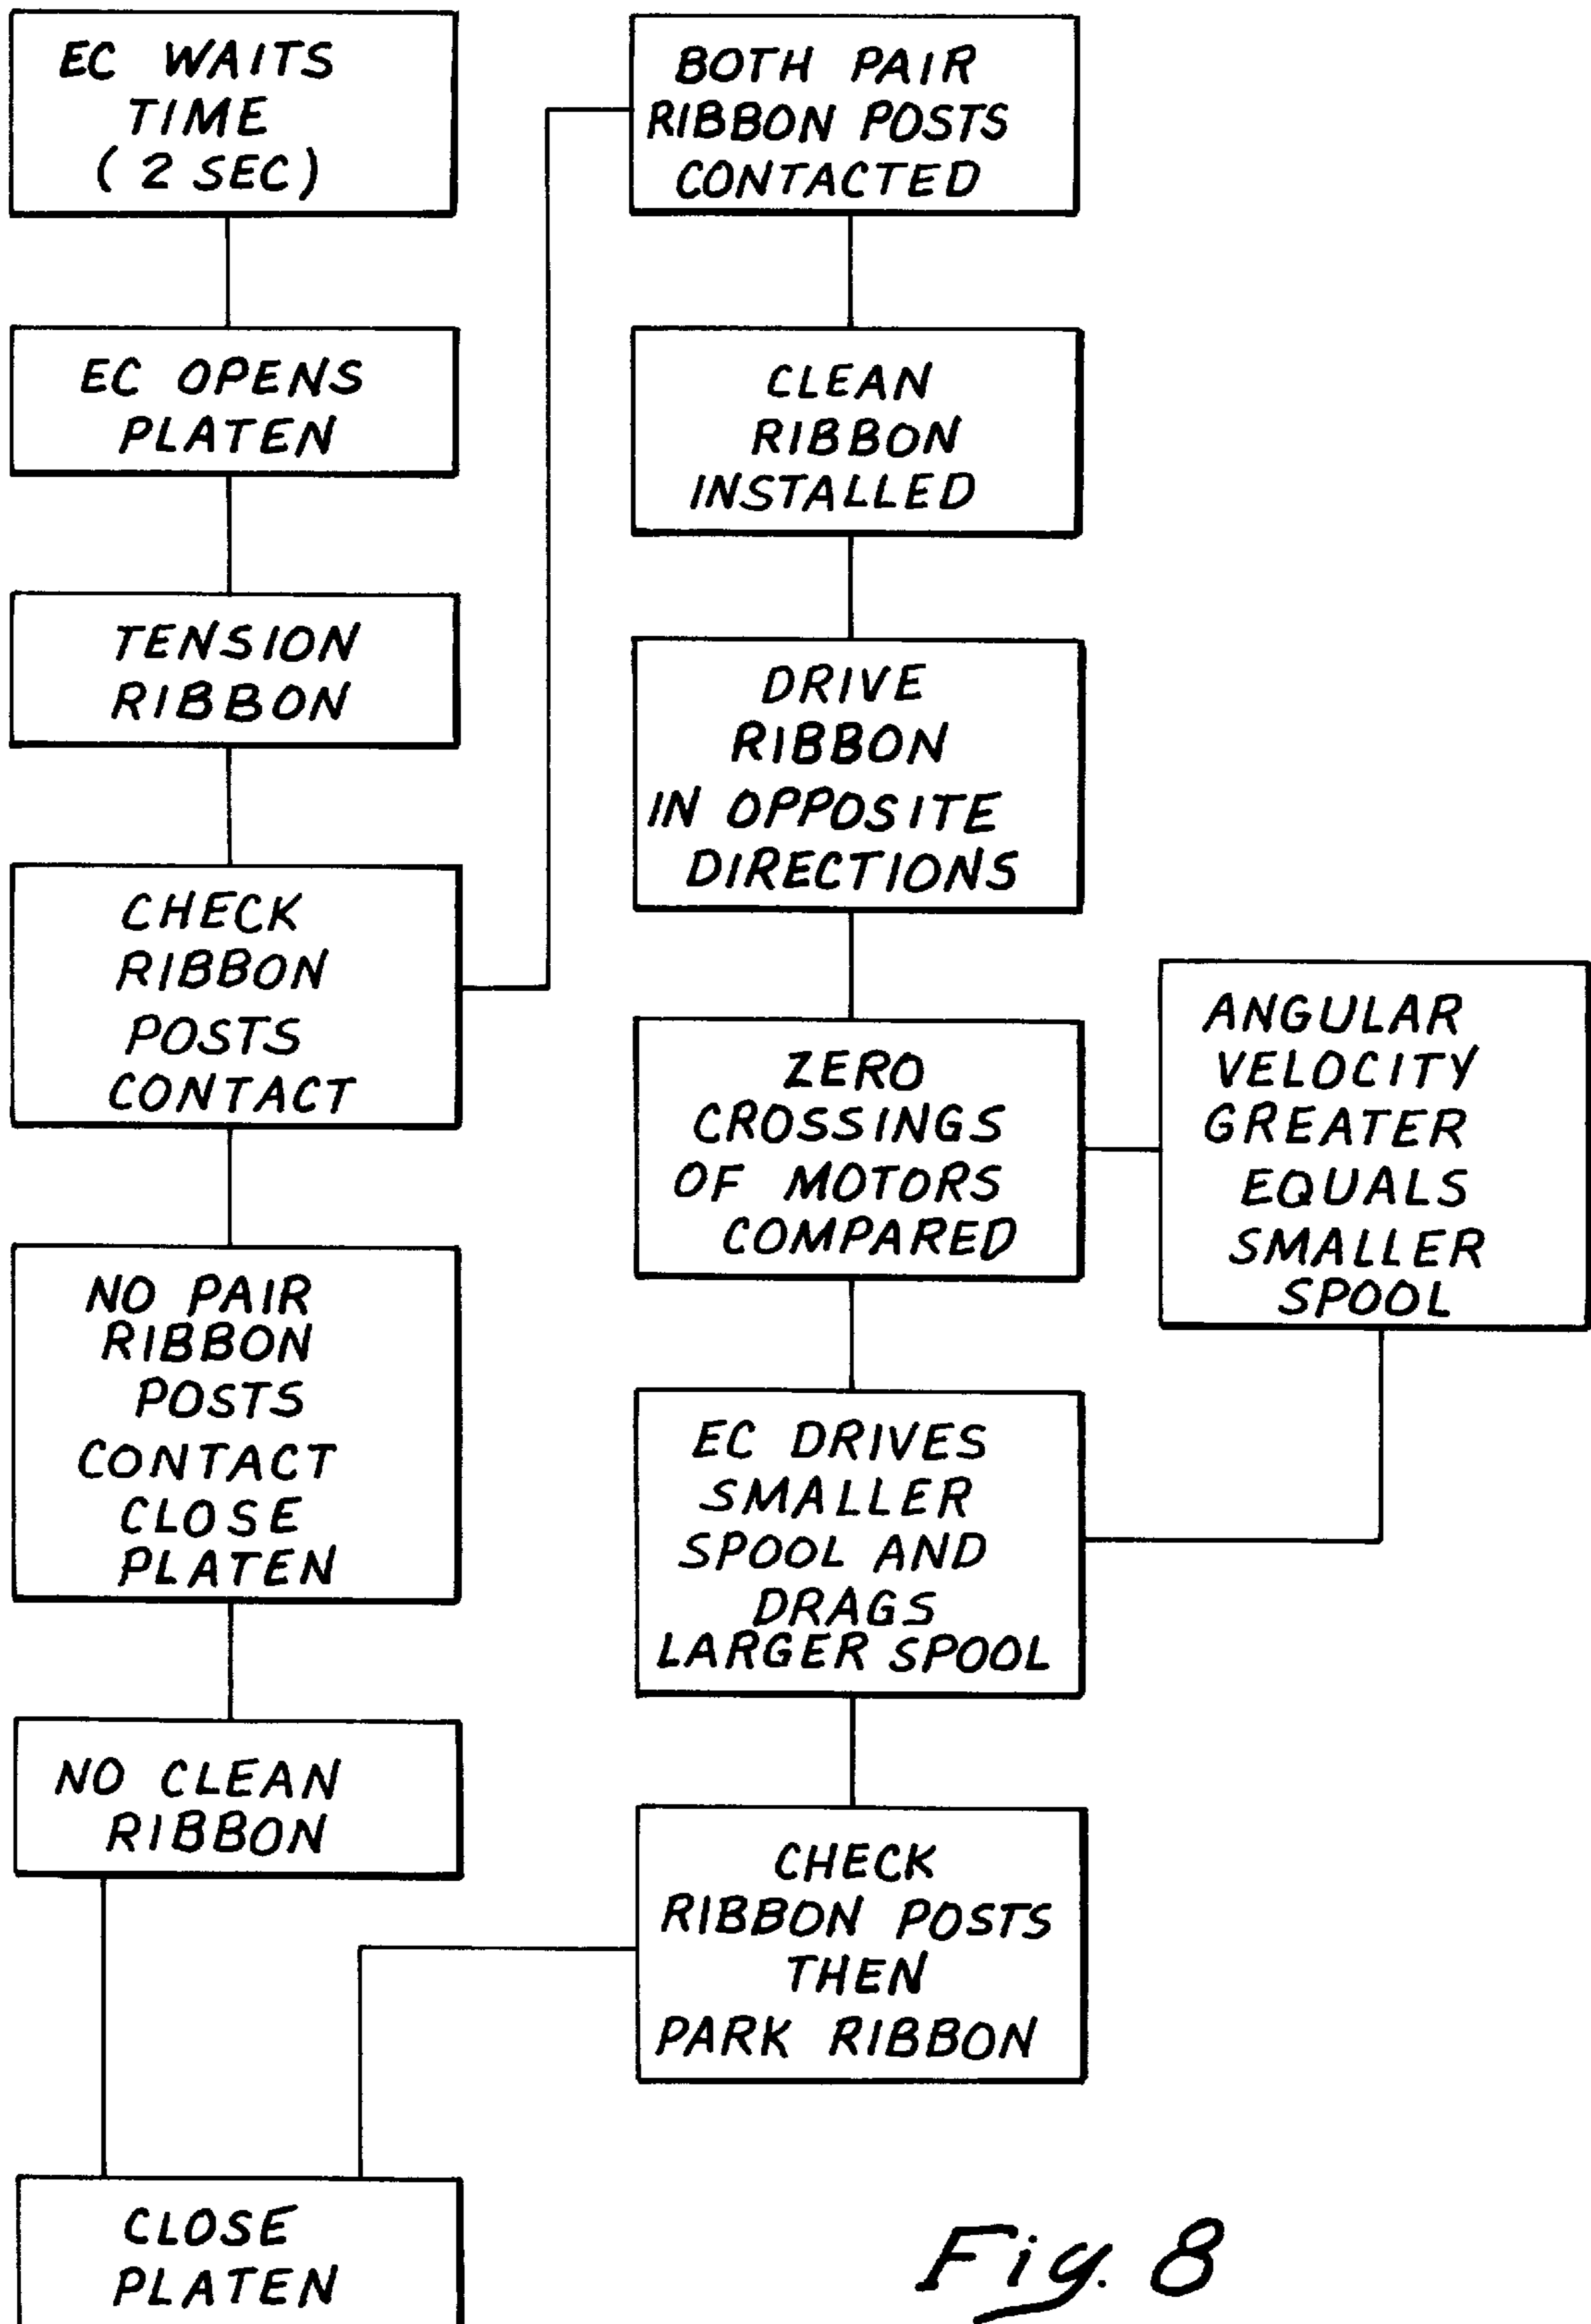 EC WAITS
TIME
( 2 SEC)
EC OPENS
PLATEN
TENSION
RIBBON
CHECK
RIBBON
POSTS
CONTACT
NO PAIR
RIBBON
POSTS
CONTACT
CLOSE
PLATEN
NO CLEAN
RIBBON
CLOSE
PLATEN
BOTH PAIR
RIBBON POSTS
CONTACTED
CLEAN
RIBBON
INSTALLED
DRIVE
RIBBON
IN OPPOSITE
DIRECTIONS
ZERO
CROSSINGS
OF MOTORS
COMPARED
ANGULAR
VELOCITY
GREATER
EQUALS
SMALLER
SPOOL
EC DRIVES
SMALLER
SPOOL AND
DRAGS
LARGER SPOOL
CHECK
RIBBON POSTS
THEN
PARK RIBBON
Fig. 8